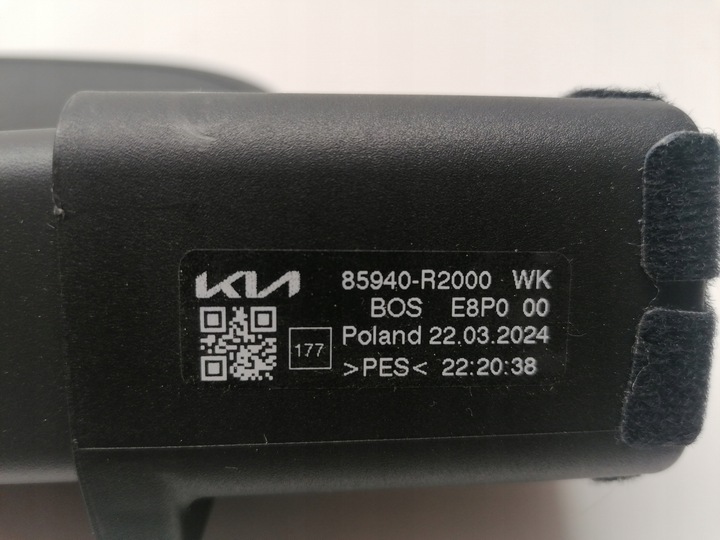 KIA 85940-R2000 WK
BOS E8P0 00
Poland 22.03.2024
177
>PES< 22:20:38